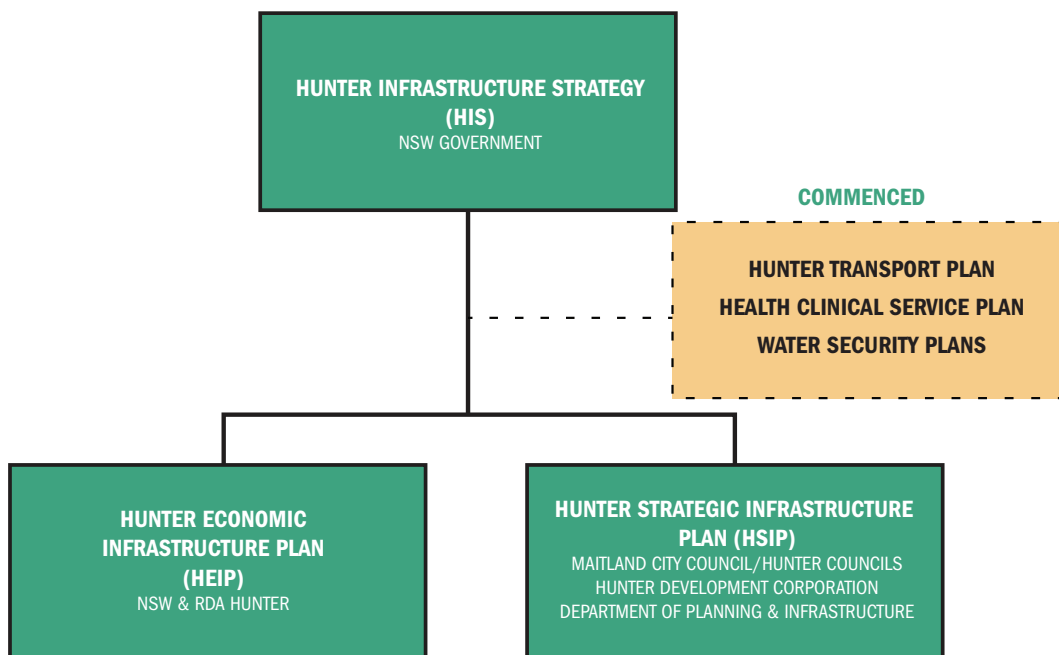 HUNTER INFRASTRUCTURE STRATEGY
(HIS)
NSW GOVERNMENT
COMMENCED
HUNTER TRANSPORT PLAN
HEALTH CLINICAL SERVICE PLAN
WATER SECURITY PLANS
HUNTER ECONOMIC
INFRASTRUCTURE PLAN
(HEIP)
NSW & RDA HUNTER
HUNTER STRATEGIC INFRASTRUCTURE
PLAN (HSIP)
MAITLAND CITY COUNCIL/HUNTER COUNCILS
HUNTER DEVELOPMENT CORPORATION
DEPARTMENT OF PLANNING & INFRASTRUCTURE